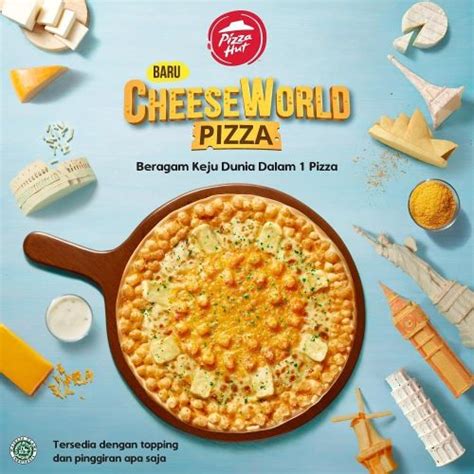 Pizza
Hut
BARU
CHEESEWORLD
PIZZA
Beragam Keju Dunia Dalam 1 Pizza
Tersedia dengan topping
dan pinggiran apa saja